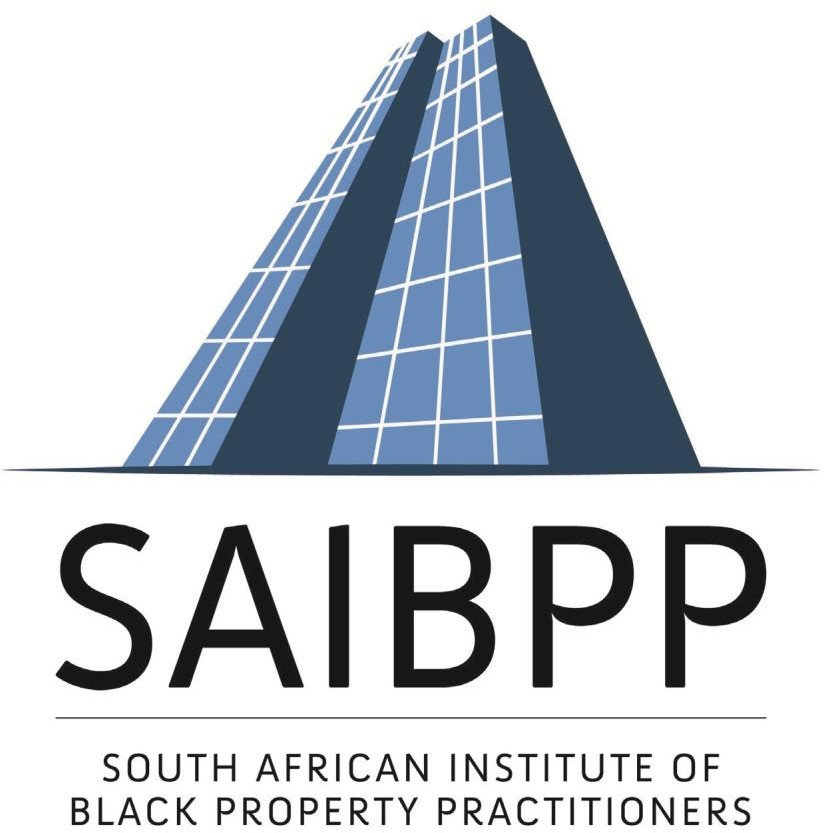 SAIBPP
SOUTH AFRICAN INSTITUTE OF
BLACK PROPERTY PRACTITIONERS